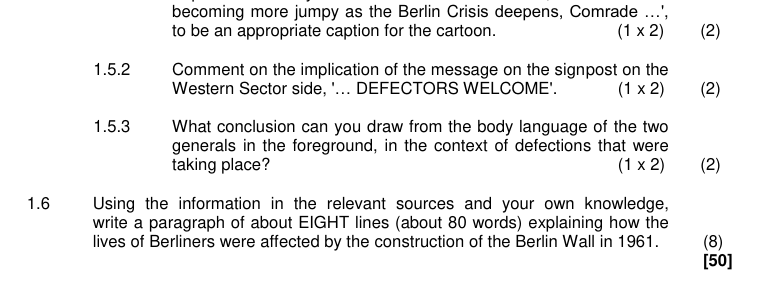 becoming more jumpy as the Berlin Crisis deepens, Comrade …',
to be an appropriate caption for the cartoon. (1 x 2) (2)
1.5.2 Comment on the implication of the message on the signpost on the
Western Sector side, '… DEFECTORS WELCOME'. (1 x 2) (2)
1.5.3 What conclusion can you draw from the body language of the two
generals in the foreground, in the context of defections that were
taking place? (1 x 2) (2)
1.6 Using the information in the relevant sources and your own knowledge,
write a paragraph of about EIGHT lines (about 80 words) explaining how the
lives of Berliners were affected by the construction of the Berlin Wall in 1961. (8)
[50]